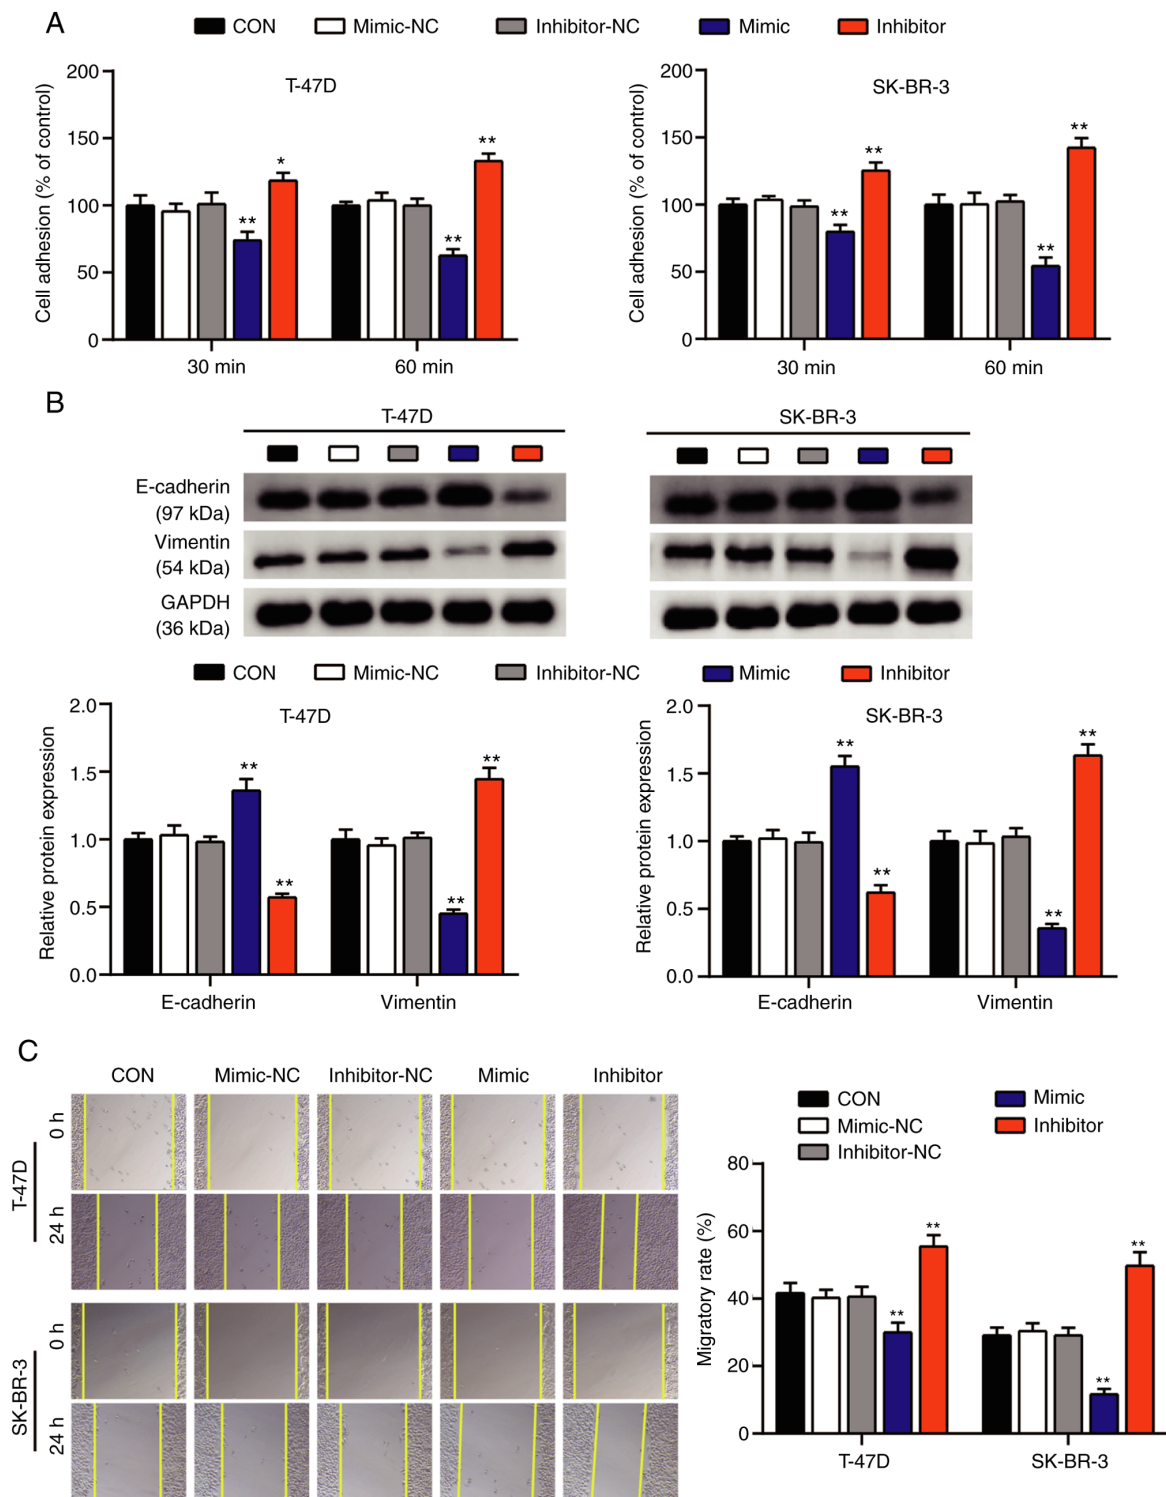 A
CON Mimic-NC Inhibitor-NC Mimic Inhibitor
T-47D
Cell adhesion (% of control)
200
150
100
50
0
** * ** **
30 min 60 min
SK-BR-3
Cell adhesion (% of control)
200
150
100
50
0
** ** ** **
30 min 60 min
B
T-47D SK-BR-3
E-cadherin
(97 kDa)
Vimentin
(54 kDa)
GAPDH
(36 kDa)
CON Mimic-NC Inhibitor-NC Mimic Inhibitor
T-47D
Relative protein expression
2.0
1.5
1.0
0.5
0.0
** ** ** **
E-cadherin Vimentin
SK-BR-3
Relative protein expression
2.0
1.5
1.0
0.5
0.0
** ** ** **
E-cadherin Vimentin
C
CON Mimic-NC Inhibitor-NC Mimic Inhibitor
T-47D
0 h
24 h
SK-BR-3
0 h
24 h
CON
Mimic-NC
Inhibitor-NC
Mimic
Inhibitor
Migratory rate (%)
80
60
40
20
0
** ** ** **
T-47D SK-BR-3